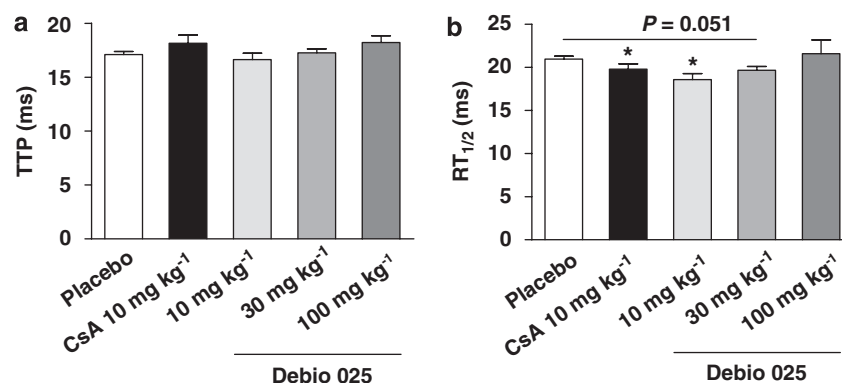 a
20
15
10
5
0
TTP (ms)
Placebo
CsA 10 mg kg⁻¹
10 mg kg⁻¹
30 mg kg⁻¹
100 mg kg⁻¹
Debio 025
b
P = 0.051
25
20
15
10
5
0
RT₁/₂ (ms)
*
*
Placebo
CsA 10 mg kg⁻¹
10 mg kg⁻¹
30 mg kg⁻¹
100 mg kg⁻¹
Debio 025